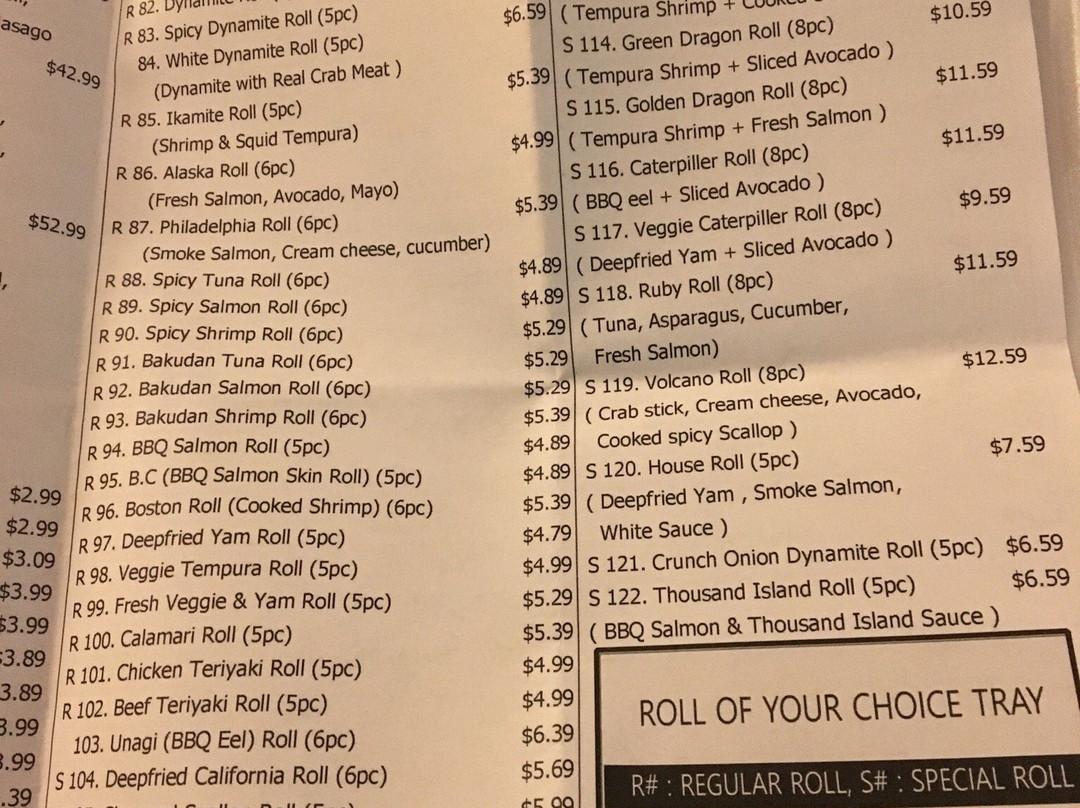 asago
$42.99
$52.99
$2.99
$2.99
$3.09
$3.99
$3.99
3.89
3.89
3.99
.99
.39
R 82. Dynamite
R 83. Spicy Dynamite Roll (5pc)
84. White Dynamite Roll (5pc) $6.59
(Dynamite with Real Crab Meat )
R 85. Ikamite Roll (5pc) $5.39
(Shrimp & Squid Tempura)
R 86. Alaska Roll (6pc) $4.99
(Fresh Salmon, Avocado, Mayo)
R 87. Philadelphia Roll (6pc) $5.39
(Smoke Salmon, Cream cheese, cucumber)
R 88. Spicy Tuna Roll (6pc) $4.89
R 89. Spicy Salmon Roll (6pc) $4.89
R 90. Spicy Shrimp Roll (6pc) $5.29
R 91. Bakudan Tuna Roll (6pc) $5.29
R 92. Bakudan Salmon Roll (6pc) $5.29
R 93. Bakudan Shrimp Roll (6pc) $5.39
R 94. BBQ Salmon Roll (5pc) $4.89
R 95. B.C (BBQ Salmon Skin Roll) (5pc) $4.89
R 96. Boston Roll (Cooked Shrimp) (6pc) $5.39
R 97. Deepfried Yam Roll (5pc) $4.79
R 98. Veggie Tempura Roll (5pc) $4.99
R 99. Fresh Veggie & Yam Roll (5pc) $5.29
R 100. Calamari Roll (5pc) $5.39
R 101. Chicken Teriyaki Roll (5pc) $4.99
R 102. Beef Teriyaki Roll (5pc) $4.99
103. Unagi (BBQ Eel) Roll (6pc) $6.39
S 104. Deepfried California Roll (6pc) $5.69
$5.99
( Tempura Shrimp + Cooked
S 114. Green Dragon Roll (8pc) $10.59
( Tempura Shrimp + Sliced Avocado )
S 115. Golden Dragon Roll (8pc) $11.59
( Tempura Shrimp + Fresh Salmon )
S 116. Caterpiller Roll (8pc) $11.59
( BBQ eel + Sliced Avocado )
S 117. Veggie Caterpiller Roll (8pc) $9.59
( Deepfried Yam + Sliced Avocado )
S 118. Ruby Roll (8pc) $11.59
( Tuna, Asparagus, Cucumber,
Fresh Salmon)
S 119. Volcano Roll (8pc) $12.59
( Crab stick, Cream cheese, Avocado,
Cooked spicy Scallop )
S 120. House Roll (5pc) $7.59
( Deepfried Yam , Smoke Salmon,
White Sauce )
S 121. Crunch Onion Dynamite Roll (5pc) $6.59
S 122. Thousand Island Roll (5pc) $6.59
( BBQ Salmon & Thousand Island Sauce )
ROLL OF YOUR CHOICE TRAY
R# : REGULAR ROLL, S# : SPECIAL ROLL